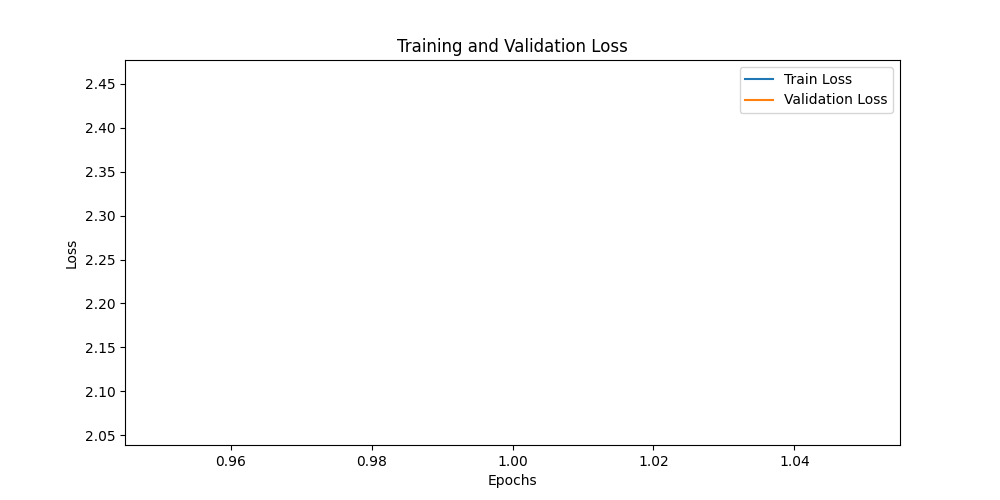 Training and Validation Loss
Train Loss
Validation Loss
2.45
2.40
2.35
2.30
2.25
2.20
2.15
2.10
2.05
Loss
0.96 0.98 1.00 1.02 1.04
Epochs